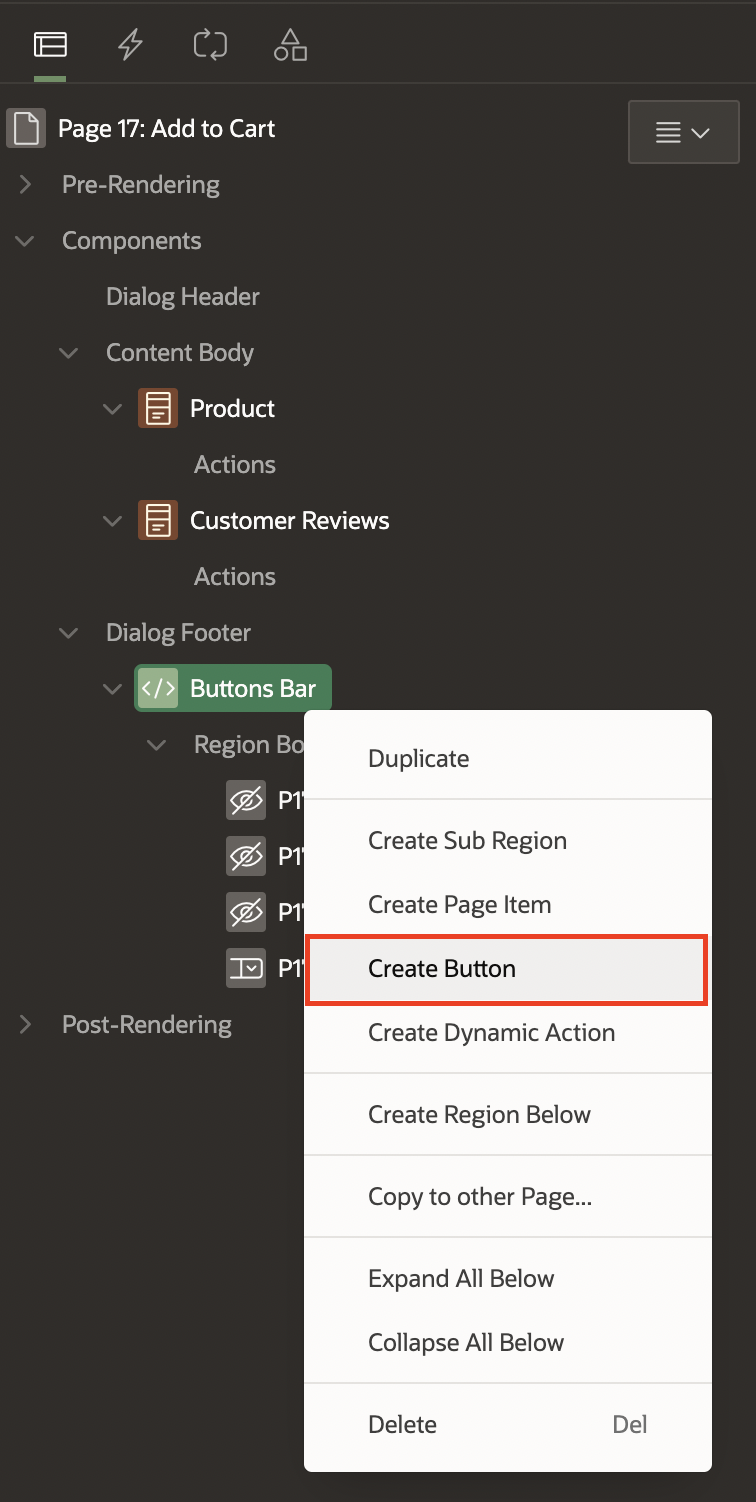 Page 17: Add to Cart
Pre-Rendering
Components
Dialog Header
Content Body
Product
Actions
Customer Reviews
Actions
Dialog Footer
Buttons Bar
Region Bo
P1
P1
P1
P1
Post-Rendering
Duplicate
Create Sub Region
Create Page Item
Create Button
Create Dynamic Action
Create Region Below
Copy to other Page...
Expand All Below
Collapse All Below
Delete Del